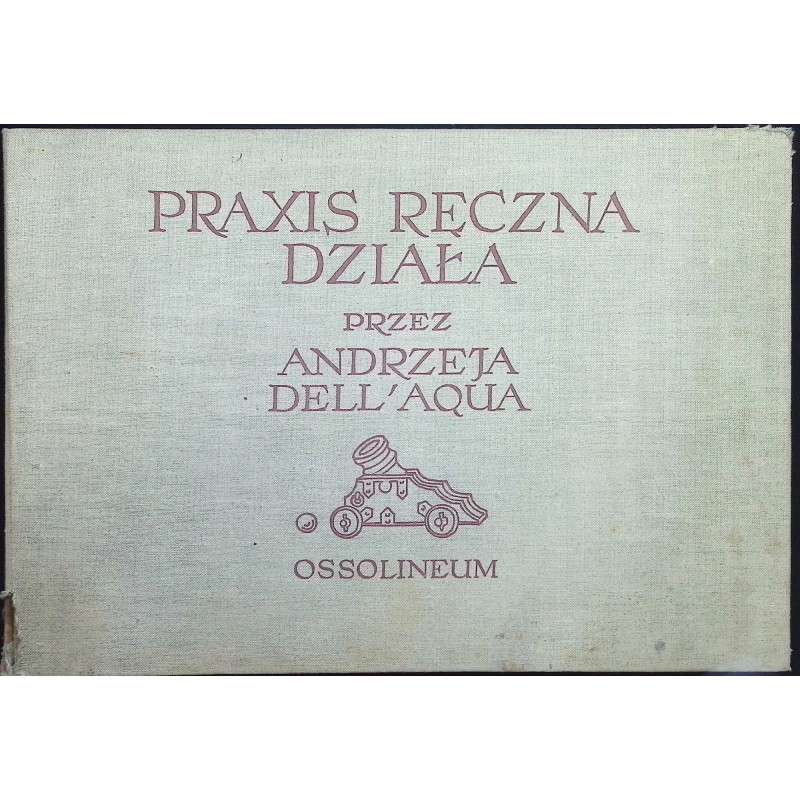 PRAXIS RĘCZNA
DZIAŁA
PRZEZ
ANDRZEJA
DELL'AQUA
OSSOLINEUM